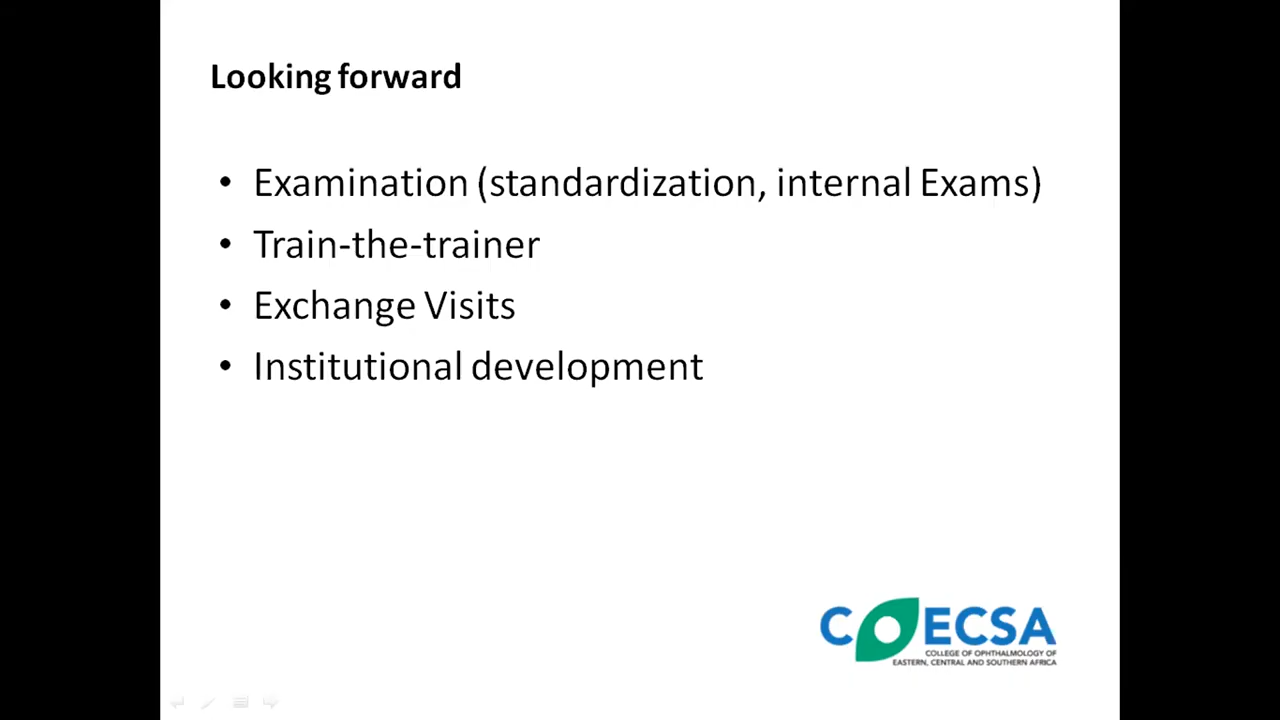 Looking forward
• Examination (standardization, internal Exams)
• Train-the-trainer
• Exchange Visits
• Institutional development
COECSA
COLLEGE OF OPHTHALMOLOGY OF
EASTERN, CENTRAL AND SOUTHERN AFRICA